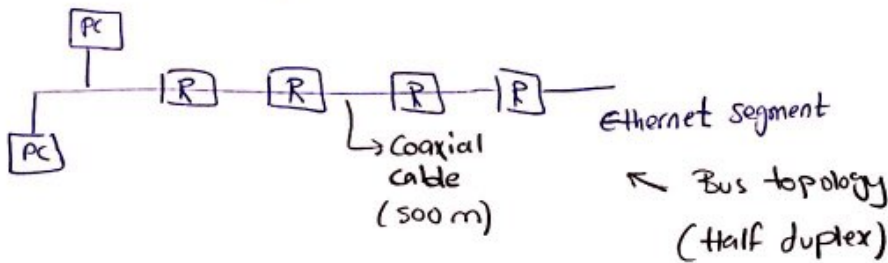 PC
R R R R
PC
Coaxial
cable
(500 m)
Ethernet segment
Bus topology
(Half duplex)